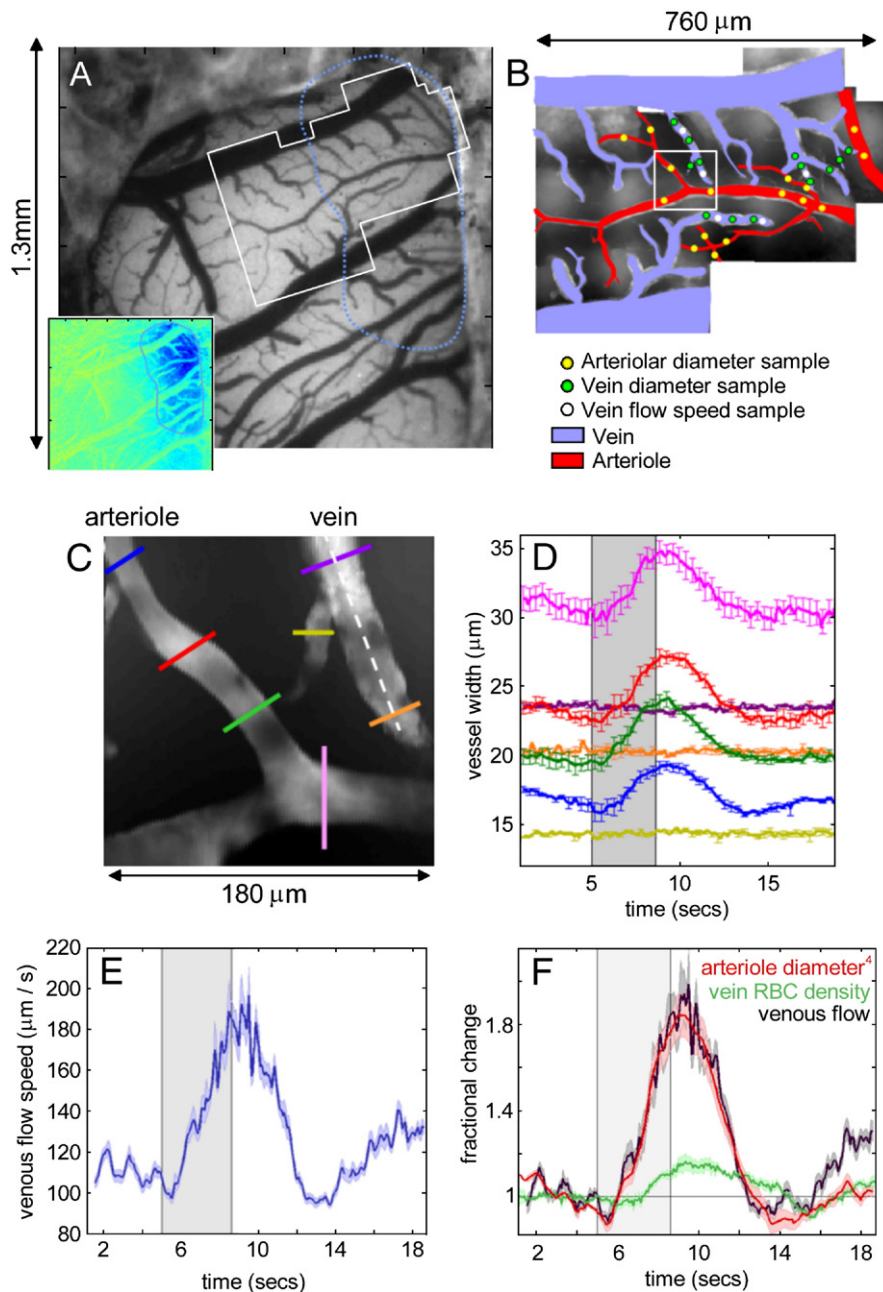 760 μm
A
B
1.3mm
Arteriolar diameter sample
Vein diameter sample
Vein flow speed sample
Vein
Arteriole
arteriole
vein
C
180 μm
D
vessel width (μm)
35
30
25
20
15
5
10
15
time (secs)
E
venous flow speed (μm / s)
220
200
180
160
140
120
100
80
2
6
10
14
18
time (secs)
F
arteriole diameter⁴
vein RBC density
venous flow
fractional change
1.8
1.4
1
2
6
10
14
18
time (secs)